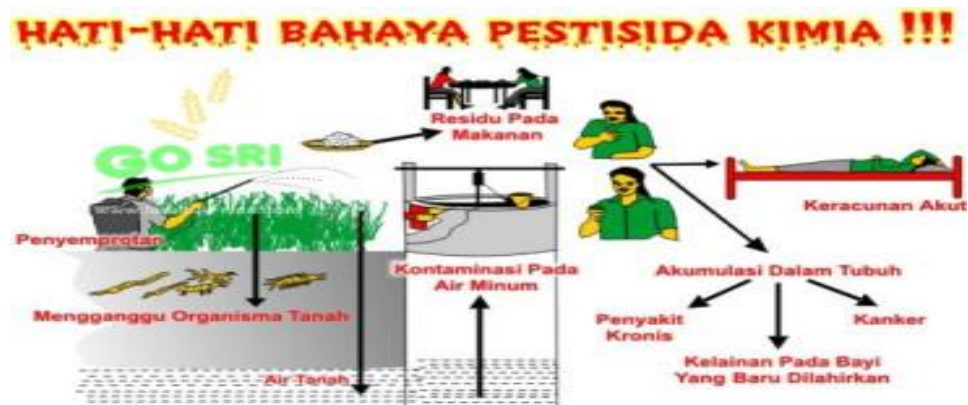 HATI-HATI BAHAYA PESTISIDA KIMIA !!!
Residu Pada
Makanan
GO SRI
Keracunan Akut
Penyemprotan
Kontaminasi Pada
Air Minum
Akumulasi Dalam Tubuh
Mengganggu Organisma Tanah
Penyakit
Kronis
Kanker
Kelainan Pada Bayi
Yang Baru Dilahirkan
Air Tanah